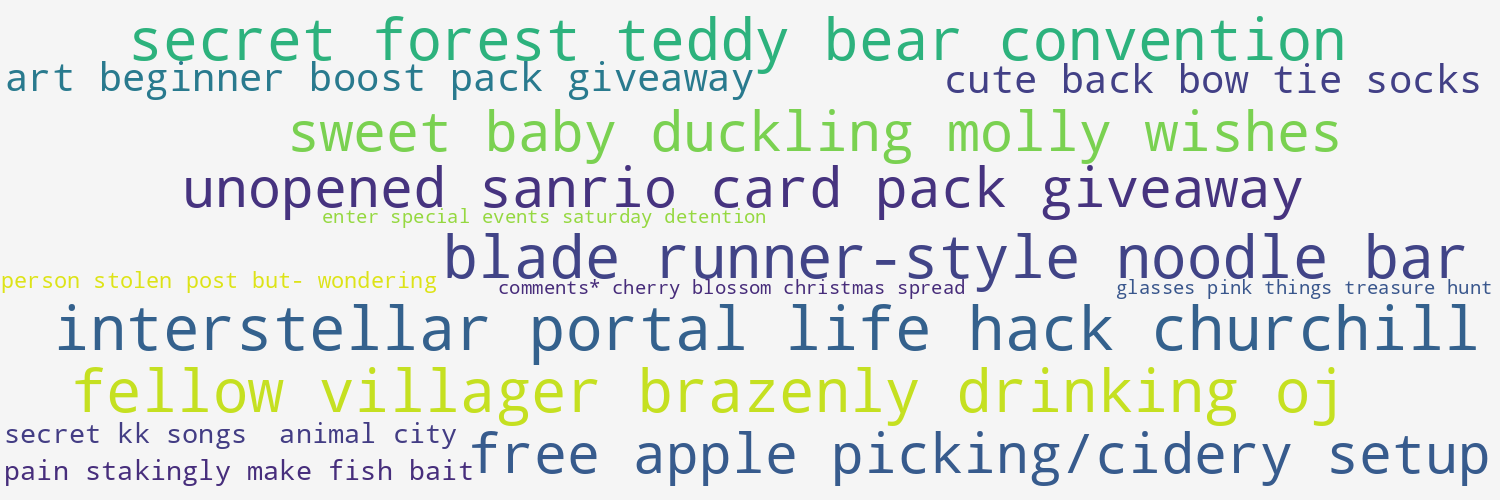 secret forest teddy bear convention
art beginner boost pack giveaway
cute back bow tie socks
sweet baby duckling molly wishes
unopened sanrio card pack giveaway
enter special events saturday detention
blade runner-style noodle bar
person stolen post but- wondering
comments* cherry blossom christmas spread
glasses pink things treasure hunt
interstellar portal life hack churchill
fellow villager brazenly drinking oj
secret kk songs  animal city
free apple picking/cidery setup
pain stakingly make fish bait